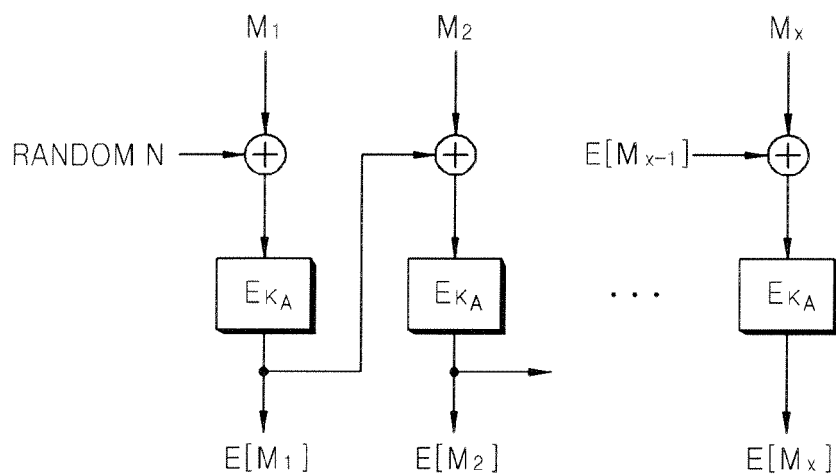 M1 M2 Mx
RANDOM N E[Mx-1]
EKA EKA ... EKA
E[M1] E[M2] E[Mx]